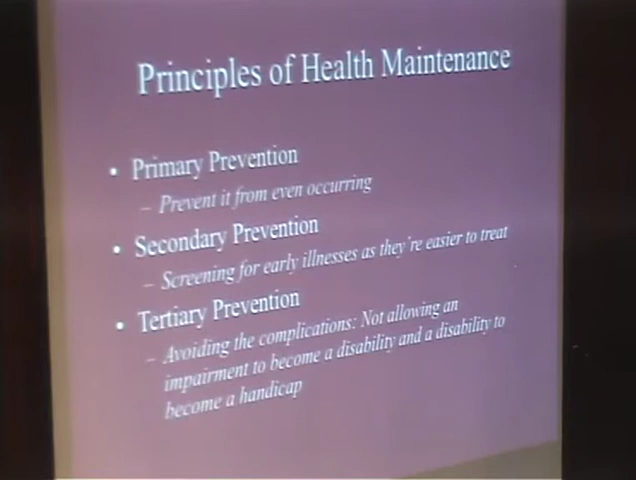 Principles of Health Maintenance
• Primary Prevention
– Prevent it from even occurring
• Secondary Prevention
– Screening for early illnesses as they're easier to treat
• Tertiary Prevention
– Avoiding the complications: Not allowing an
impairment to become a disability and a disability to
become a handicap